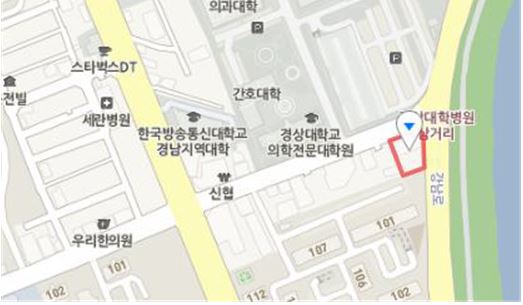 의과대학
P
P
스타벅스DT
전빌
세란병원
간호대학
한국방송통신대학교
경남지역대학
경상대학교
의학전문대학원
대학병원
거리
신협
강남로
우리한의원
101
107
106
101
112
102
102